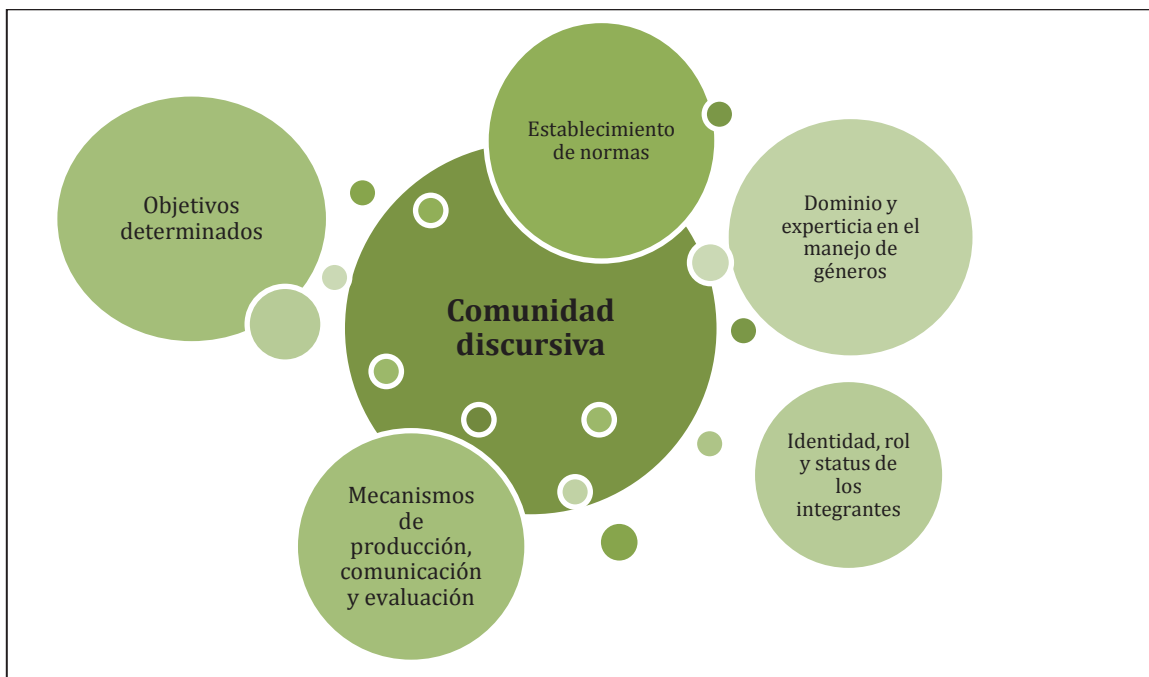 Establecimiento
de normas
Objetivos
determinados
Dominio y
experticia en el
manejo de
géneros
Comunidad
discursiva
Identidad, rol
y status de
los
integrantes
Mecanismos
de
producción,
comunicación
y evaluación